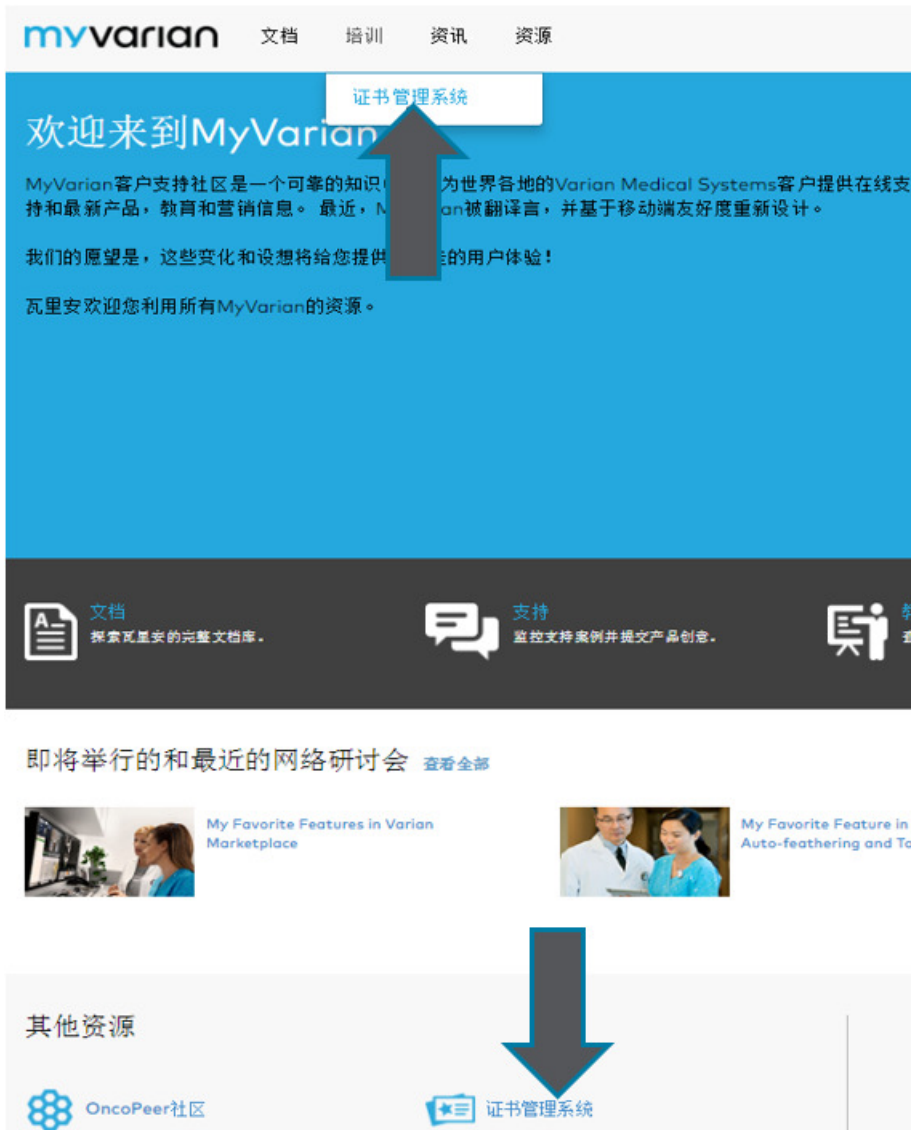 myvarian 文档 培训 资讯 资源
证书管理系统
欢迎来到MyVarian
MyVarian客户支持社区是一个可靠的知识 为世界各地的Varian Medical Systems客户提供在线支
持和最新产品，教育和营销信息。 最近，M an被翻译言，并基于移动端友好度重新设计。
我们的愿望是，这些变化和设想将给您提供 的用户体验！
瓦里安欢迎您利用所有MyVarian的资源。
文档
探索瓦里安的完整文档库。
支持
监控支持案例并提交产品创意。
即将举行的和最近的网络研讨会 查看全部
My Favorite Features in Varian
Marketplace
My Favorite Feature in
Auto-feathering and To
其他资源
OncoPeer社区
证书管理系统